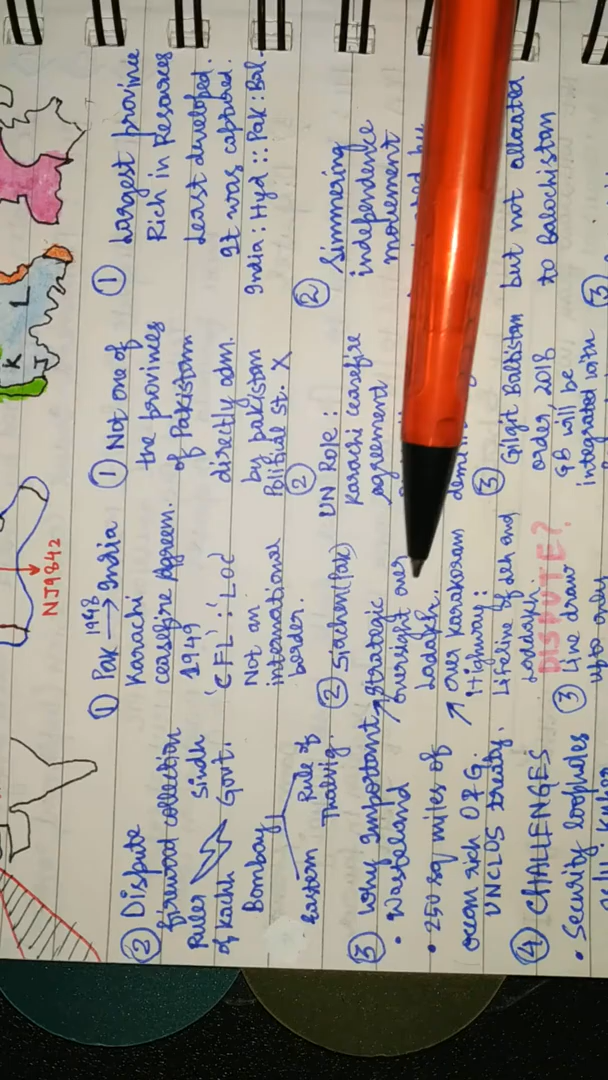 ② Dispute
firewood collection
Ruler Sindh
of Kachh Govt.
Bombay
Eastern Rule of
Thalvig.
③ Why Important
• Wasteland
• 250 sq miles of
ocean rich O & G.
UNCLOS treaty.
④ CHALLENGES
• Security loopholes
NJ9842
① Pak 1948 → India
Karachi
ceasefire Agreem.
1949
'CFL' : 'LOC'
Not an
international
border.
② Siachen (Pak)
↗ Strategic
oversight over
Ladakh.
↗ over Karakoram
Highway:
Lifeline of Leh and
Laddakh.
DISPUTE?
③ Line draw
upto only
K
J
L
① Not one of
the provinces
of Pakistan
directly adm.
by pakistan
Political st. X
②
UN Role:
Karachi ceasefire
agreement
③ Gilgit Baltistan
order 2018
GB will be
integrated with
① Largest province
Rich in Resources
Least developed.
It was captured.
India : Hyd :: Pak : Bal.
② Simmering
independence
movement
but not allocated
to Balochistan
③